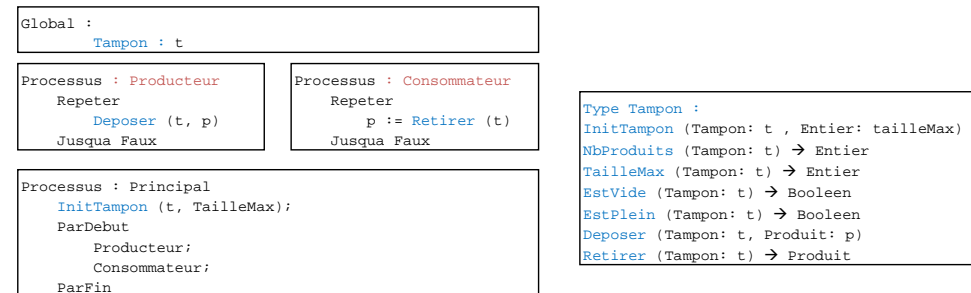 Global :
Tampon : t
Processus : Producteur
Repeter
Deposer (t, p)
Jusqua Faux
Processus : Consommateur
Repeter
p := Retirer (t)
Jusqua Faux
Processus : Principal
InitTampon (t, TailleMax);
ParDebut
Producteur;
Consommateur;
ParFin
Type Tampon :
InitTampon (Tampon: t , Entier: tailleMax)
NbProduits (Tampon: t) → Entier
TailleMax (Tampon: t) → Entier
EstVide (Tampon: t) → Booleen
EstPlein (Tampon: t) → Booleen
Deposer (Tampon: t, Produit: p)
Retirer (Tampon: t) → Produit